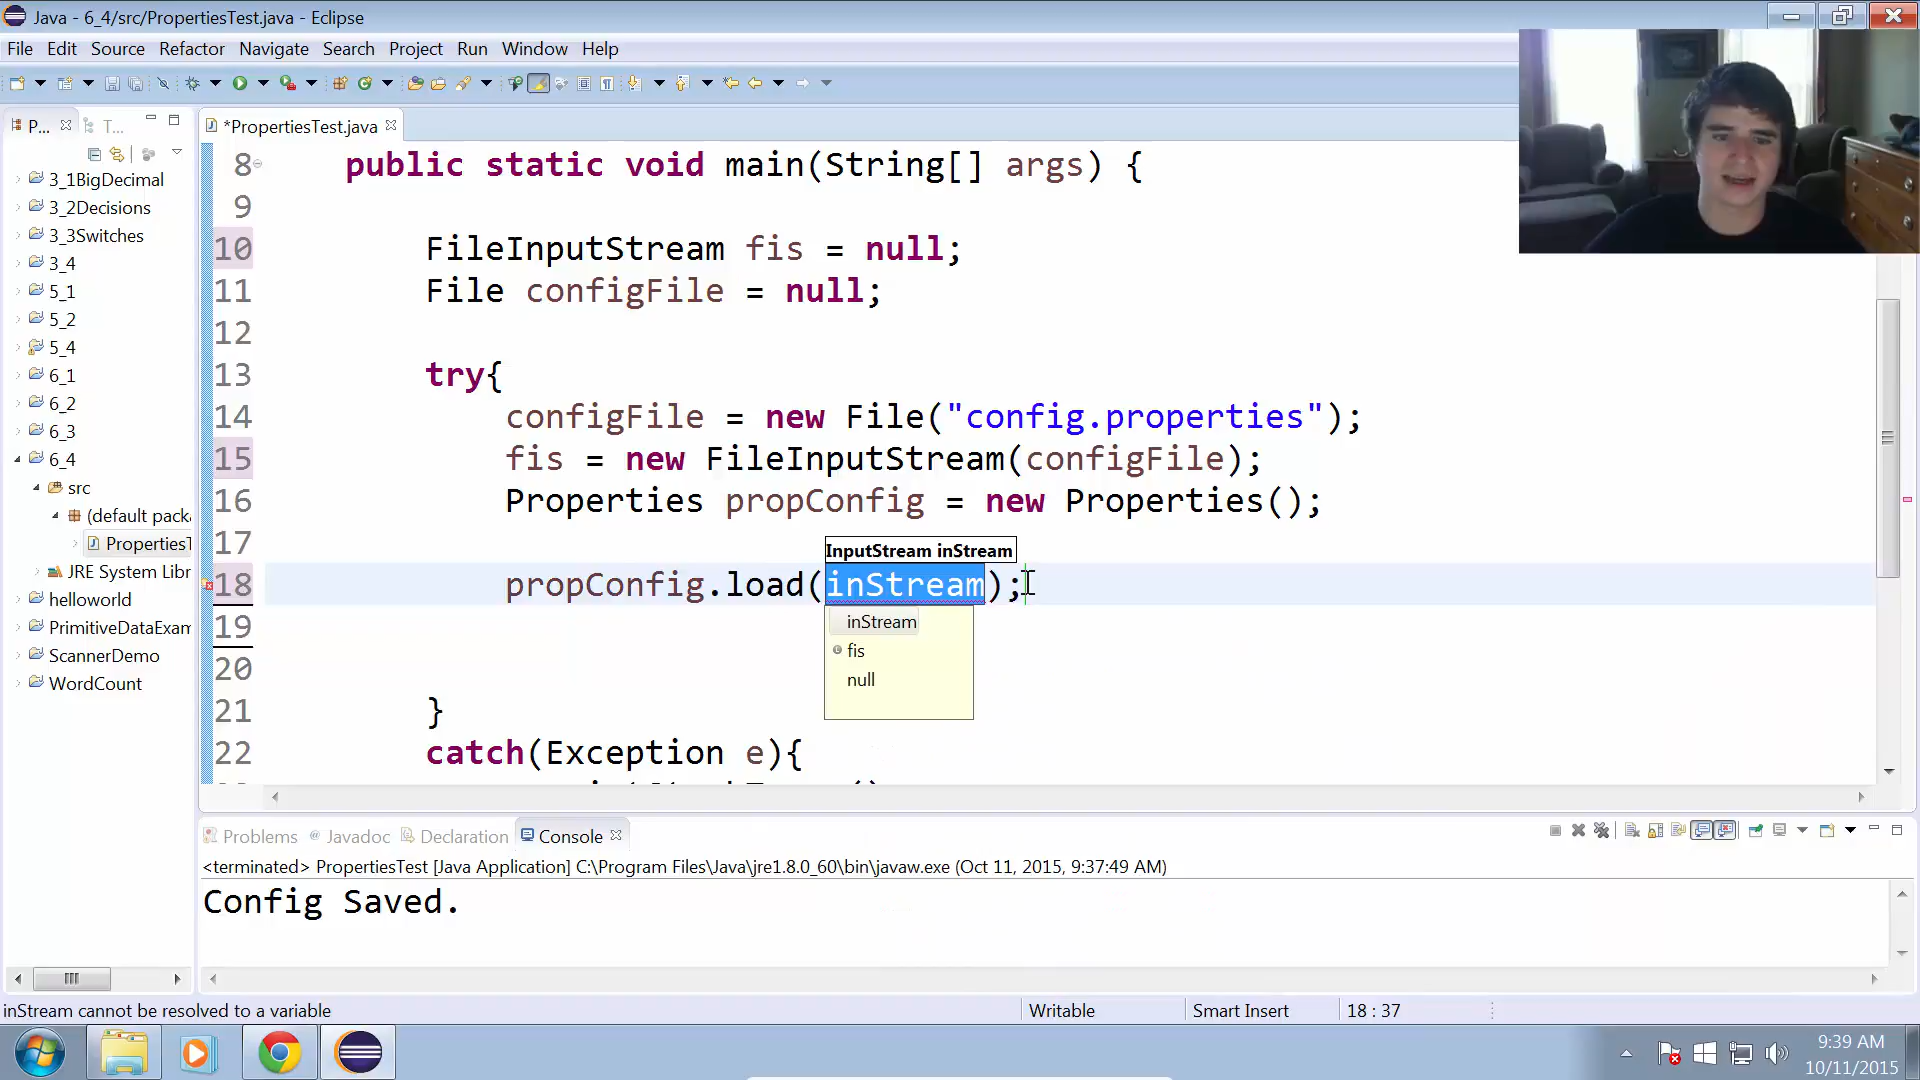 Java - 6_4/src/PropertiesTest.java - Eclipse
File Edit Source Refactor Navigate Search Project Run Window Help
P... T... *PropertiesTest.java
3_1BigDecimal
3_2Decisions
3_3Switches
3_4
5_1
5_2
5_4
6_1
6_2
6_3
6_4
src
(default pack
PropertiesT
JRE System Libr
helloworld
PrimitiveDataExam
ScannerDemo
WordCount
8 public static void main(String[] args) {
9
10 FileInputStream fis = null;
11 File configFile = null;
12
13 try{
14 configFile = new File("config.properties");
15 fis = new FileInputStream(configFile);
16 Properties propConfig = new Properties();
17
InputStream inStream
18 propConfig.load(inStream);
19
inStream
fis
20
null
21 }
22 catch(Exception e){
Problems @ Javadoc Declaration Console
<terminated> PropertiesTest [Java Application] C:\Program Files\Java\jre1.8.0_60\bin\javaw.exe (Oct 11, 2015, 9:37:49 AM)
Config Saved.
inStream cannot be resolved to a variable Writable Smart Insert 18 : 37
9:39 AM
10/11/2015